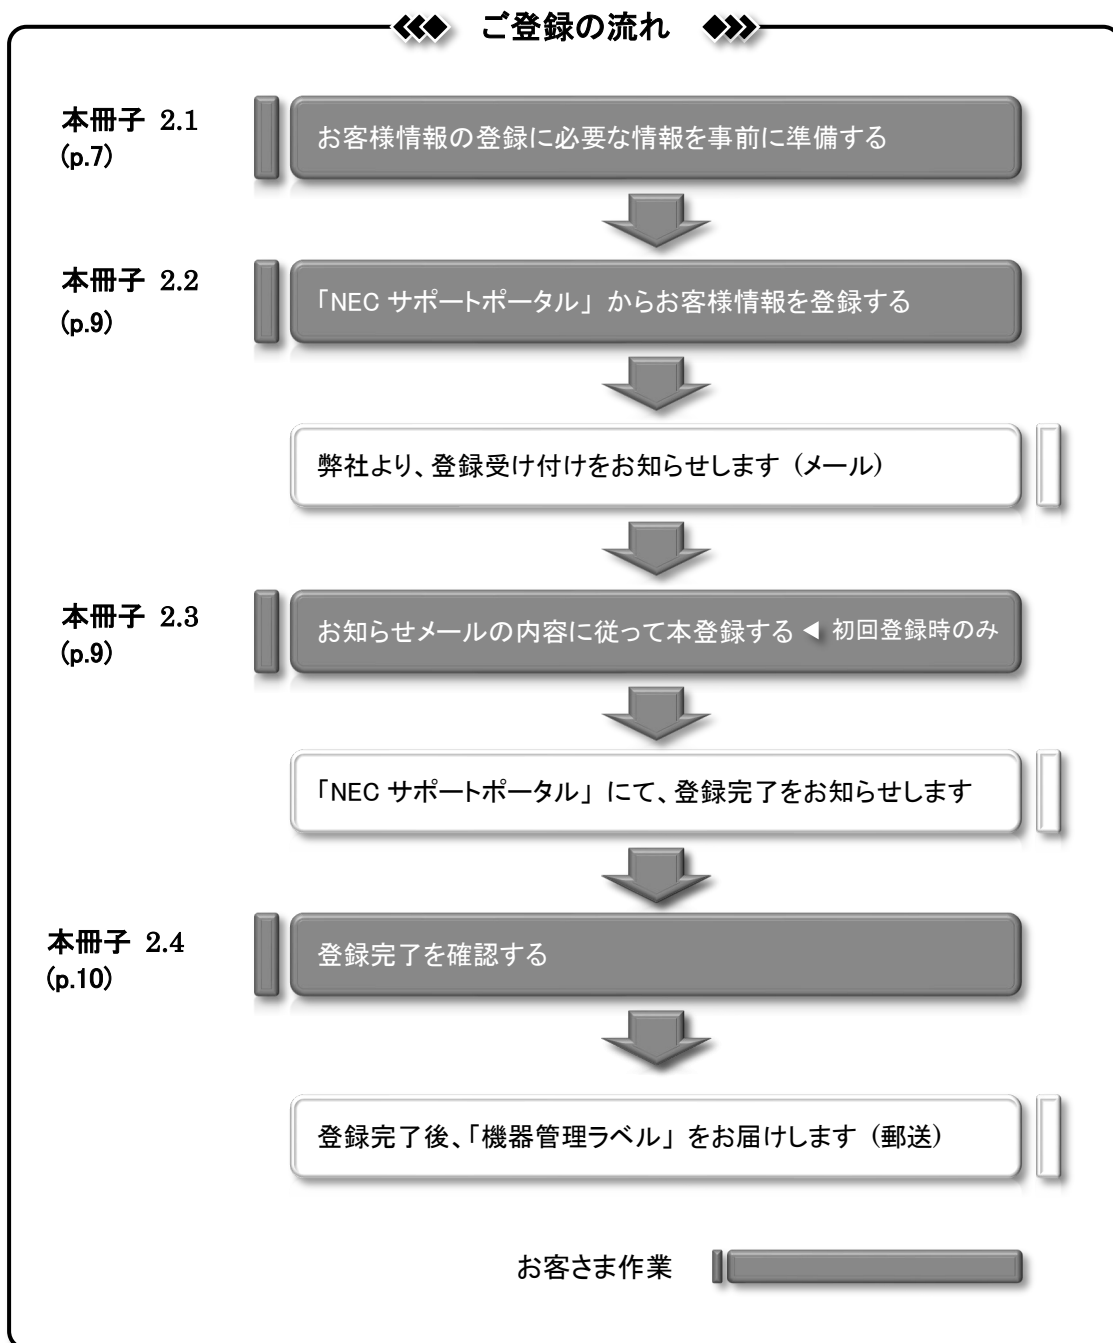 ご登録の流れ
本冊子 2.1
(p.7)
お客様情報の登録に必要な情報を事前に準備する
本冊子 2.2
(p.9)
「NEC サポートポータル」 からお客様情報を登録する
弊社より、登録受け付けをお知らせします (メール)
本冊子 2.3
(p.9)
お知らせメールの内容に従って本登録する ◀ 初回登録時のみ
「NEC サポートポータル」 にて、登録完了をお知らせします
本冊子 2.4
(p.10)
登録完了を確認する
登録完了後、「機器管理ラベル」 をお届けします (郵送)
お客さま作業